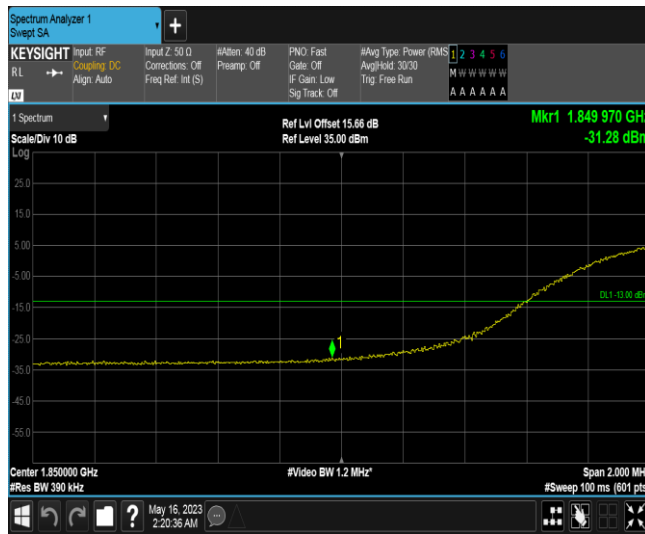 Spectrum Analyzer 1
Swept SA
KEYSIGHT
RL
LXI
Input: RF
Coupling: DC
Align: Auto
Input Z: 50 Ω
Corrections: Off
Freq Ref: Int (S)
#Atten: 40 dB
Preamp: Off
PNO: Fast
Gate: Off
IF Gain: Low
Sig Track: Off
#Avg Type: Power (RMS
Avg|Hold: 30/30
Trig: Free Run
1 2 3 4 5 6
M W W W W W
A A A A A A
1 Spectrum
Scale/Div 10 dB
Log
Ref Lvl Offset 15.66 dB
Ref Level 35.00 dBm
Mkr1 1.849 970 GHz
-31.28 dBm
25.0
15.0
5.00
-5.00
-15.0
-25.0
-35.0
-45.0
-55.0
DL1 -13.00 dBm
1
Center 1.850000 GHz
#Res BW 390 kHz
#Video BW 1.2 MHz*
Span 2.000 MH
#Sweep 100 ms (601 pts
?
May 16, 2023
2:20:36 AM